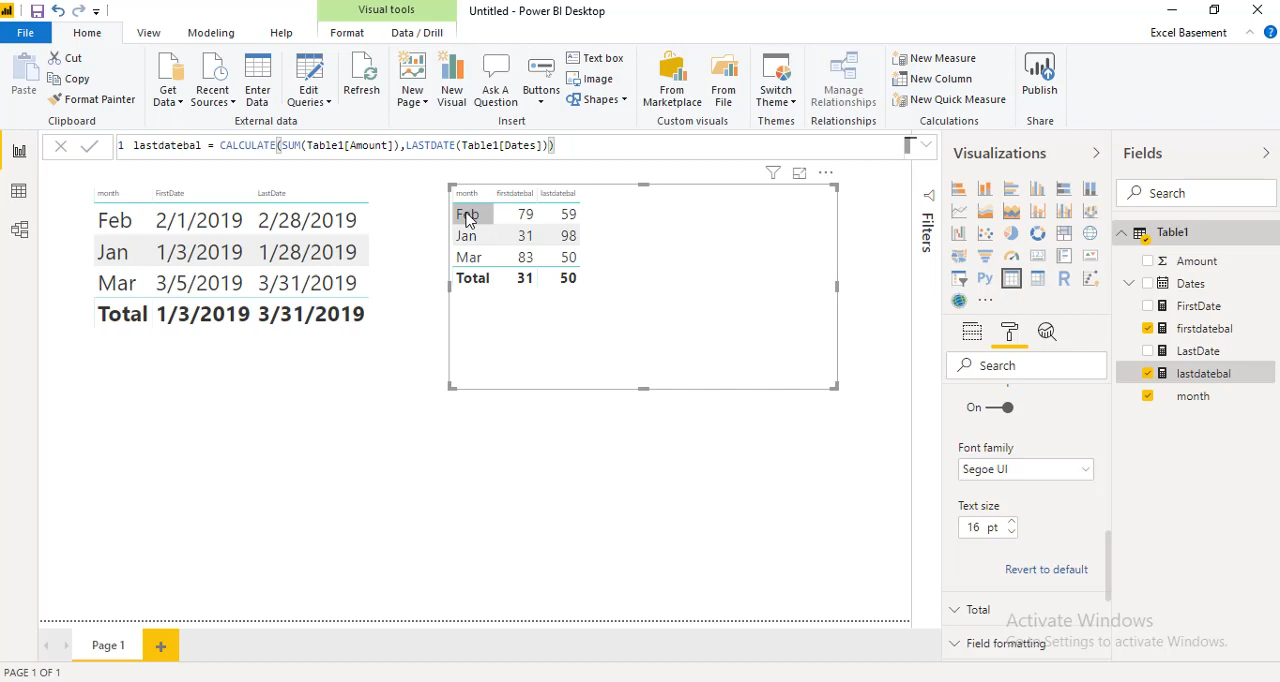 Visual tools
Untitled - Power BI Desktop
File Home View Modeling Help Format Data / Drill Excel Basement ?
Paste
Cut
Copy
Format Painter
Clipboard
Get Data
Recent Sources
Enter Data
Edit Queries
Refresh
External data
New Page
New Visual
Ask A Question
Buttons
Text box
Image
Shapes
Insert
From Marketplace
From File
Custom visuals
Switch Theme
Themes
Manage Relationships
Relationships
New Measure
New Column
New Quick Measure
Calculations
Publish
Share
1 lastdatebal = CALCULATE(SUM(Table1[Amount]),LASTDATE(Table1[Dates]))
month FirstDate LastDate
Feb 2/1/2019 2/28/2019
Jan 1/3/2019 1/28/2019
Mar 3/5/2019 3/31/2019
Total 1/3/2019 3/31/2019
month firstdatebal lastdatebal
Feb 79 59
Jan 31 98
Mar 83 50
Total 31 50
Filters
Visualizations
Py
R
Search
On
Font family
Segoe UI
Text size
16 pt
Revert to default
Total
Field formatting
Fields
Search
Table1
Σ Amount
Dates
FirstDate
firstdatebal
LastDate
lastdatebal
month
Activate Windows
Go to Settings to activate Windows.
Page 1
PAGE 1 OF 1